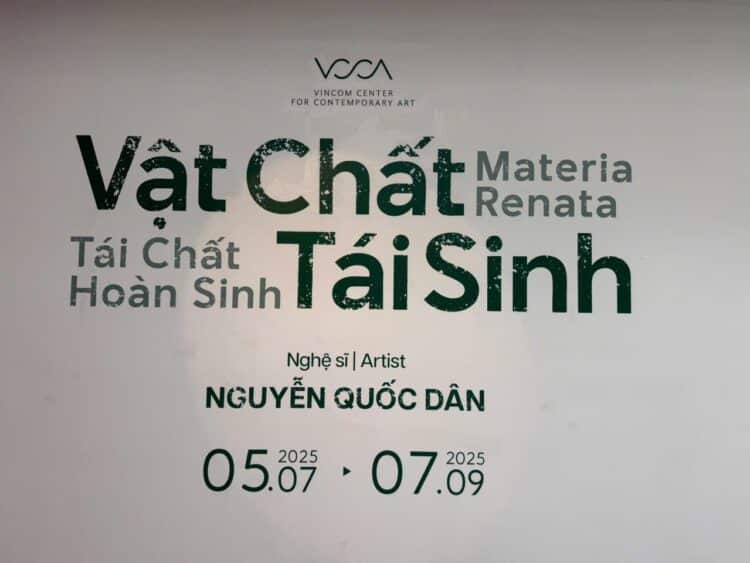 VCCA
VINCOM CENTER
FOR CONTEMPORARY ART
Vật Chất Materia
Renata
Tái Chất
Hoàn Sinh Tái Sinh
Nghệ sĩ | Artist
NGUYỄN QUỐC DÂN
05.07 2025 ▸ 07.09 2025